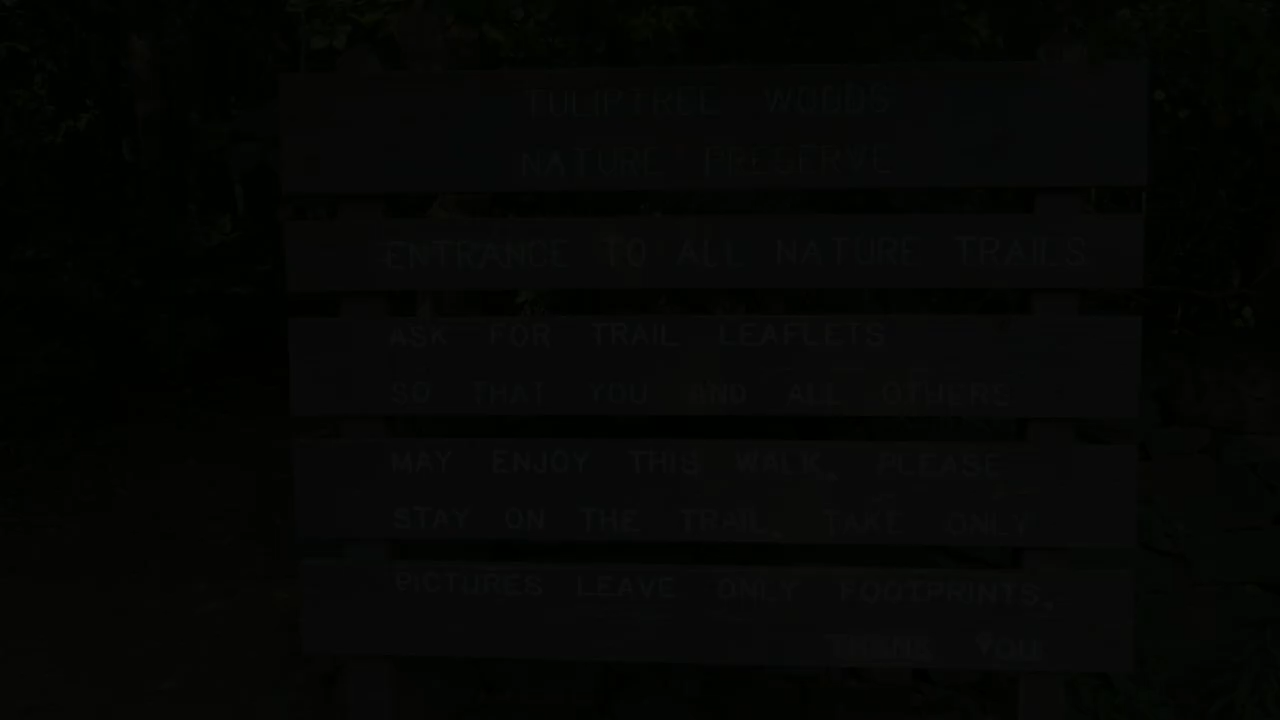 TULIPTREE WOODS
NATURE PRESERVE
ENTRANCE TO ALL NATURE TRAILS
ASK FOR TRAIL LEAFLETS
SO THAT YOU AND ALL OTHERS
MAY ENJOY THIS WALK, PLEASE
STAY ON THE TRAIL, TAKE ONLY
PICTURES LEAVE ONLY FOOTPRINTS,
THANK YOU